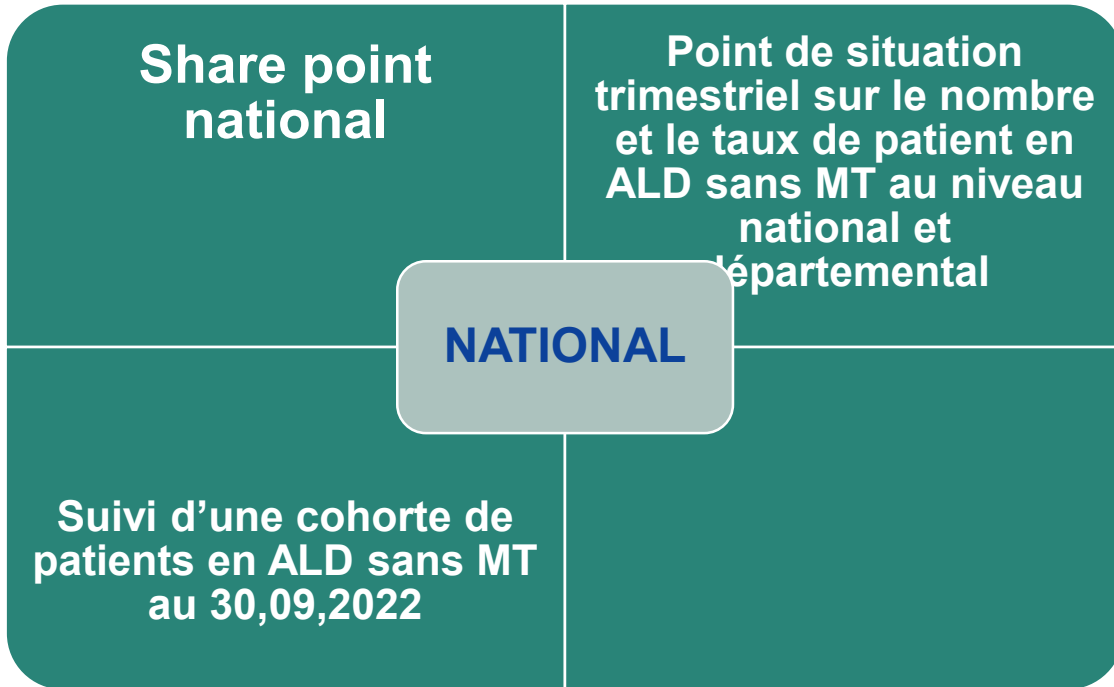 Share point
national
Point de situation
trimestriel sur le nombre
et le taux de patient en
ALD sans MT au niveau
national et
épartemental
NATIONAL
Suivi d’une cohorte de
patients en ALD sans MT
au 30,09,2022